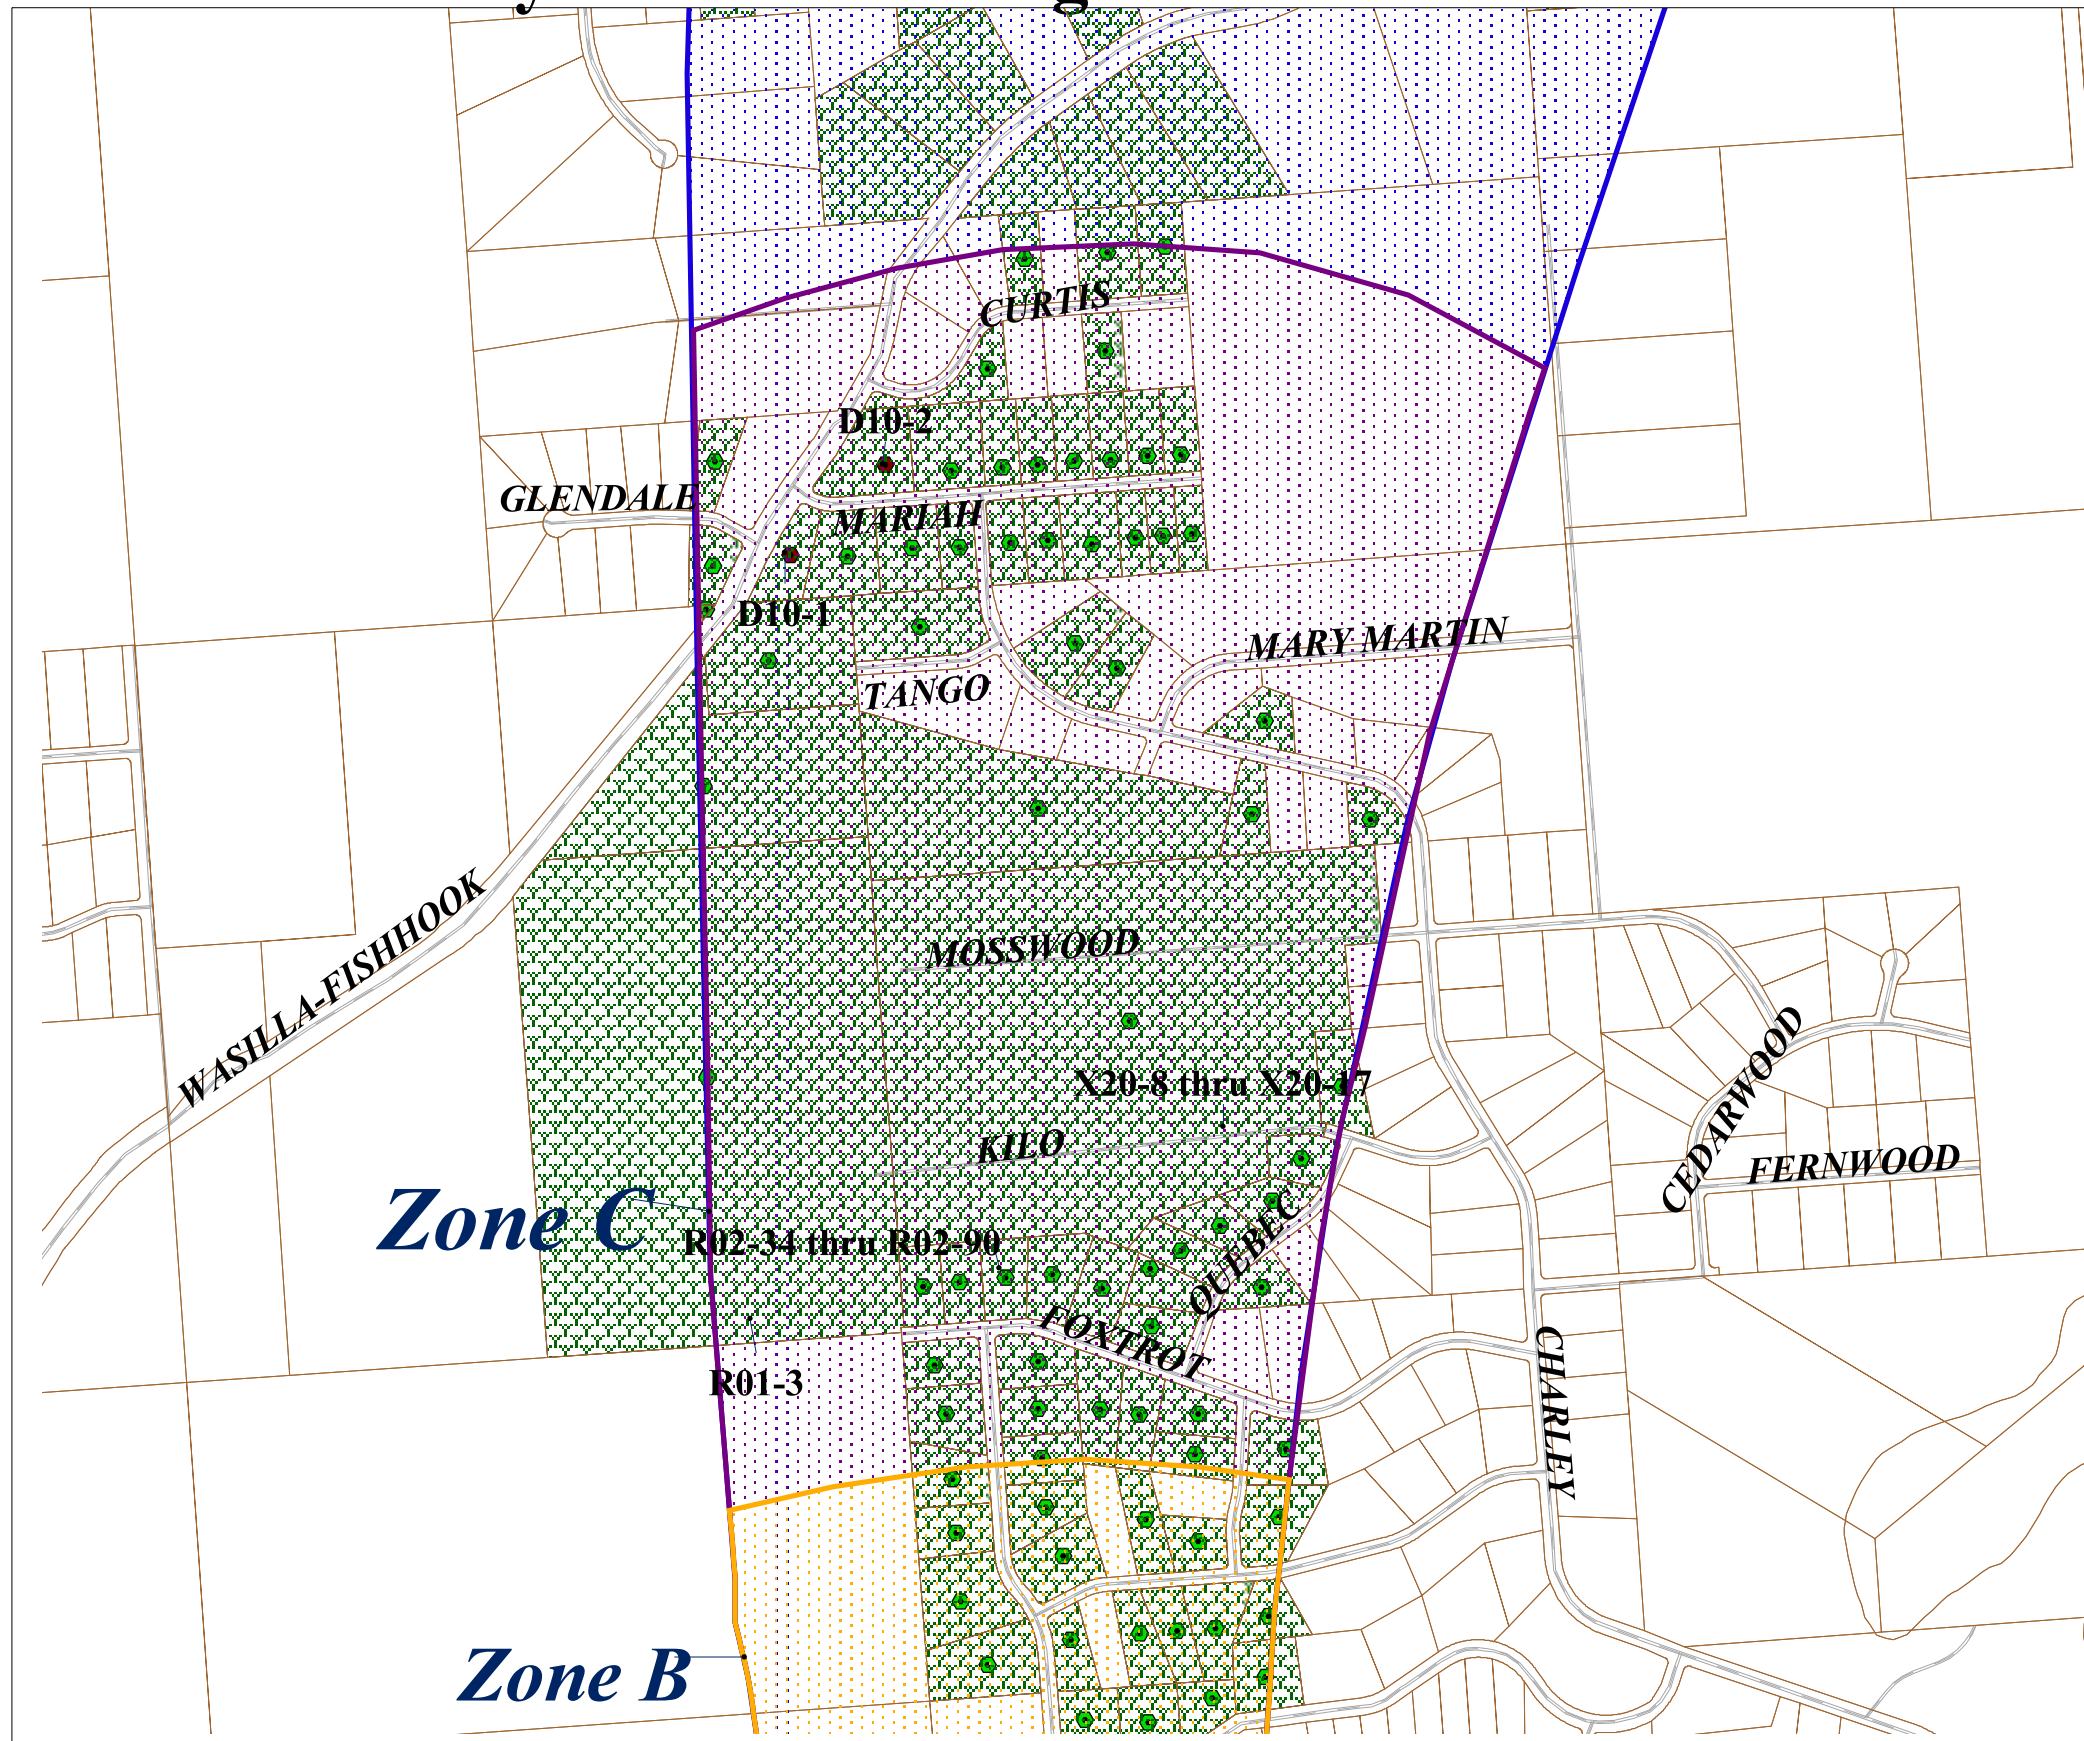 CURTIS
D10-2
GLENDALE
MARIAH
D10-1
MARY MARTIN
TANGO
WASILLA-FISHHOOK
MOSSWOOD
CEDARWOOD
X20-8 thru X20-17
KILO
FERNWOOD
Zone C
R02-34 thru R02-90
QUEBEC
FOXTROT
R01-3
CHARLEY
Zone B